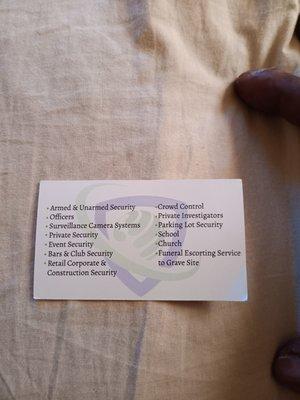 · Armed & Unarmed Security
· Officers
· Surveillance Camera Systems
· Private Security
· Event Security
· Bars & Club Security
· Retail Corporate &
Construction Security
·Crowd Control
·Private Investigators
·Parking Lot Security
·School
·Church
·Funeral Escorting Service
to Grave Site